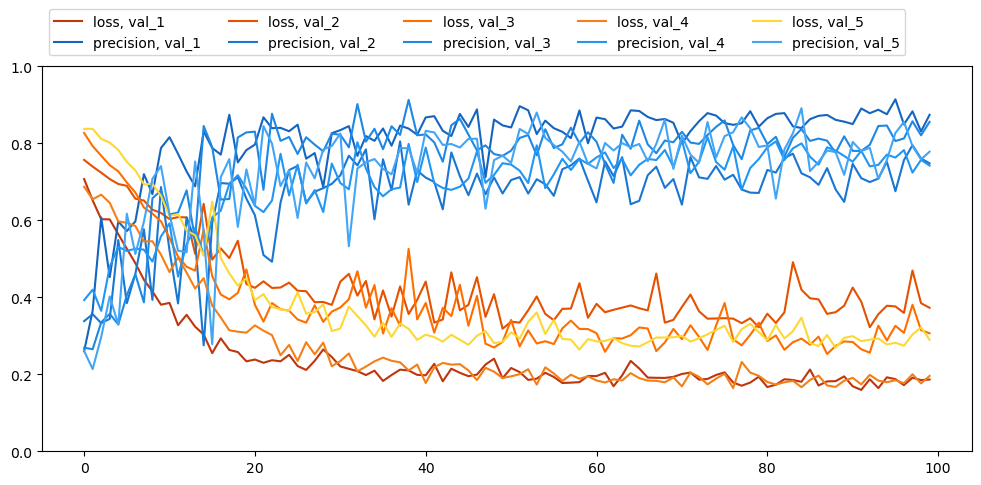 loss, val_1 loss, val_2 loss, val_3 loss, val_4 loss, val_5
precision, val_1 precision, val_2 precision, val_3 precision, val_4 precision, val_5
1.0
0.8
0.6
0.4
0.2
0.0
0 20 40 60 80 100